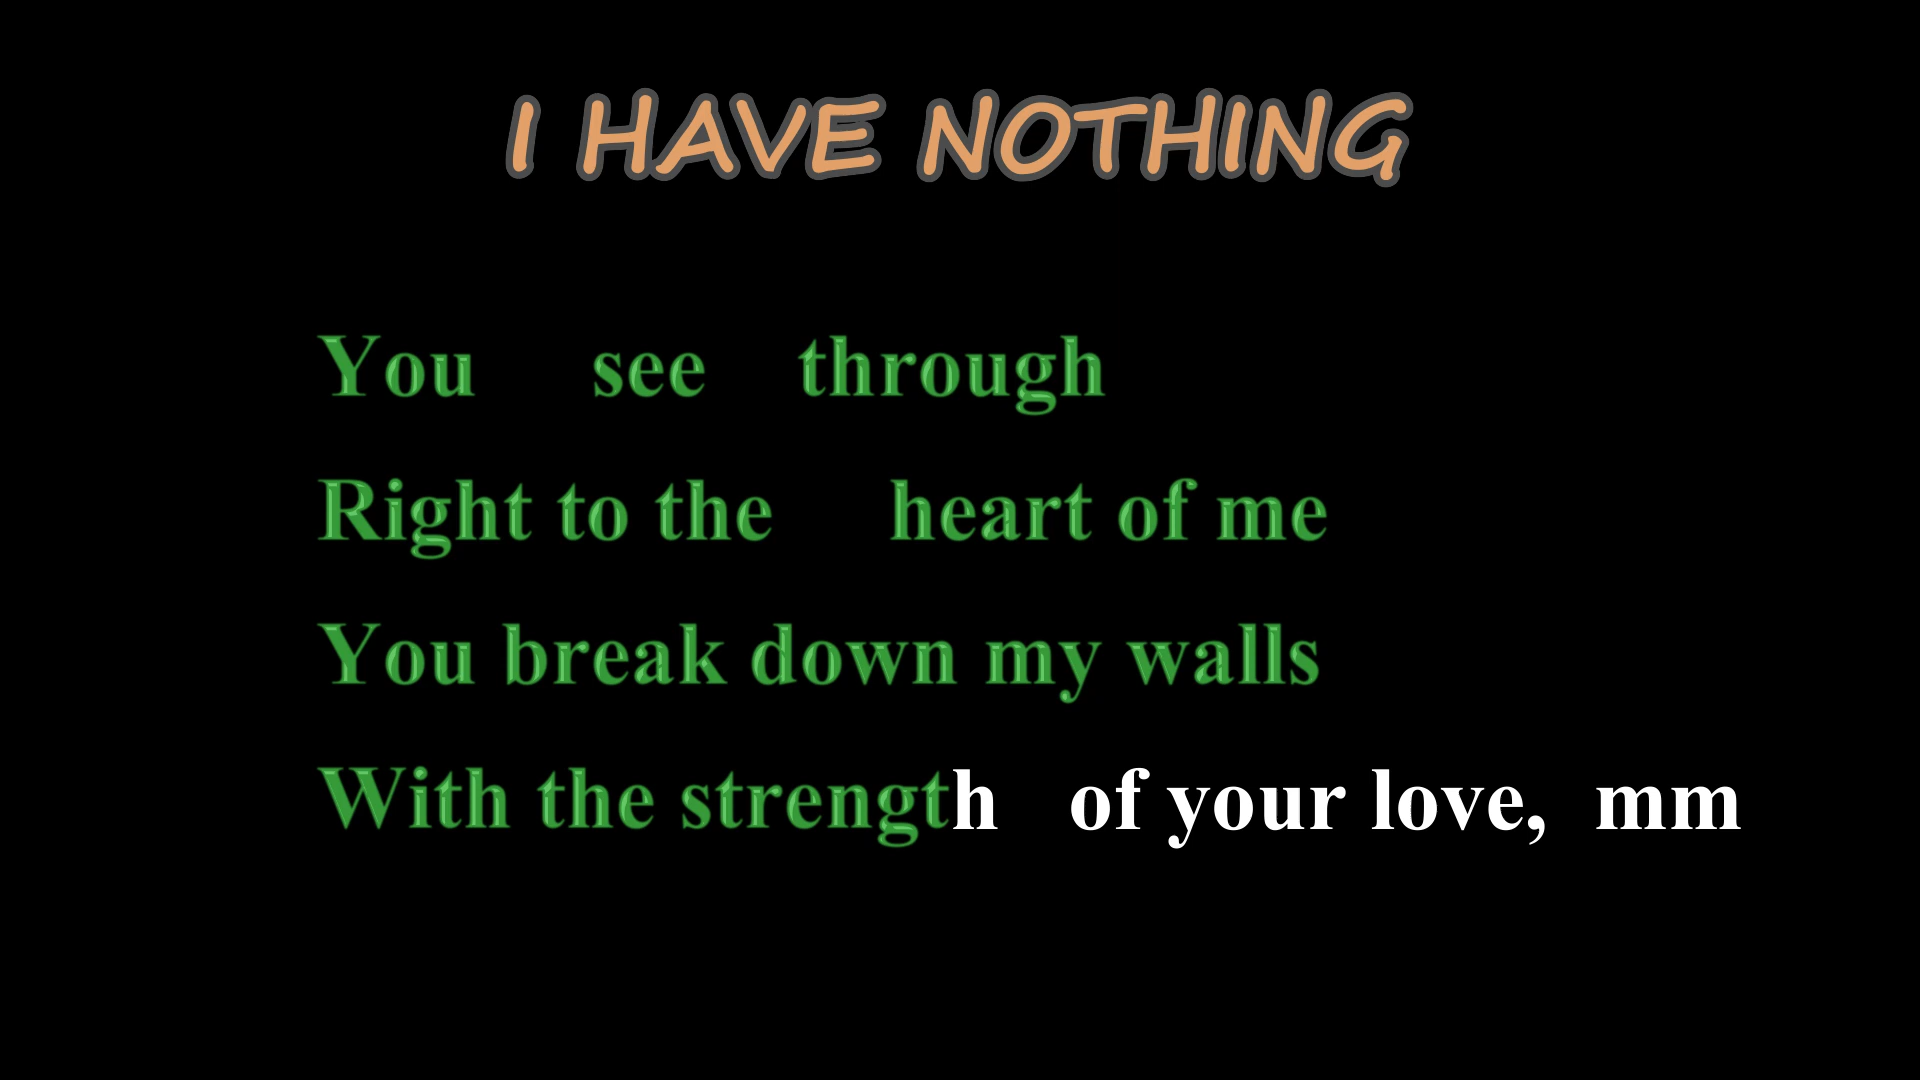 I HAVE NOTHING
You see through
Right to the heart of me
You break down my walls
With the strength of your love, mm